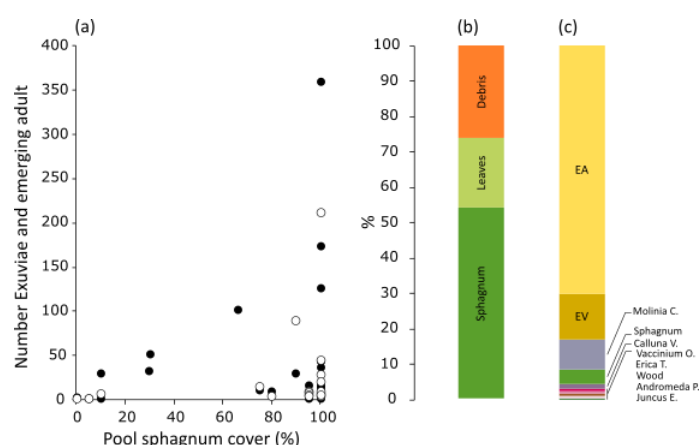 (a)
Number Exuviae and emerging adult
400
350
300
250
200
150
100
50
0
0 20 40 60 80 100
Pool sphagnum cover (%)
(b)
%
100
90
80
70
60
50
40
30
20
10
0
Debris
Leaves
Sphagnum
(c)
EA
EV
Molinia C.
Sphagnum
Calluna V.
Vaccinium O.
Erica T.
Wood
Andromeda P.
Juncus E.